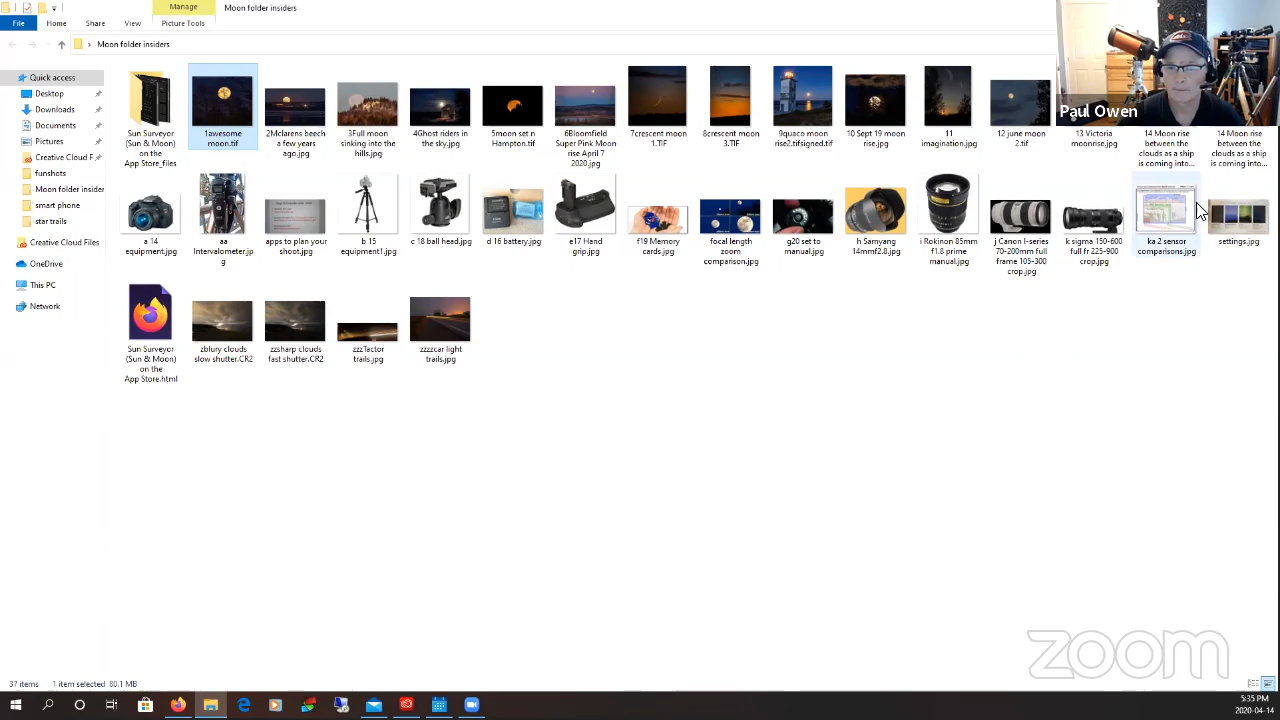 Manage
Moon folder insiders
File
Home
Share
View
Picture Tools
Moon folder insiders
Quick access
Desktop
Downloads
Documents
Pictures
Creative Cloud F
funshots
Moon folder insider
smart phone
star trails
Creative Cloud Files
OneDrive
This PC
Network
Sun Surveyor
(Sun & Moon)
on the
App Store_files
1awesome
moon.tif
2Mclarens beech
a few years
ago.jpg
3Full moon
sinking into the
hills.jpg
4Ghost riders in
the sky.jpg
5moon set n
Hampton.tif
6Bloomfield
Super Pink Moon
rise April 7
2020.jpg
7crescent moon
1.TIF
8crescent moon
3.TIF
9quaco moon
rise2.tifsigned.tif
10 Sept 19 moon
rise.jpg
11
imagination.jpg
12 june moon
2.tif
13 Victoria
moonrise.jpg
14 Moon rise
between the
clouds as a ship
is coming into...
14 Moon rise
between the
clouds as a ship
is coming into...
Paul Owen
a 14
equipment.jpg
aa
Intervalometer.jp
g
apps to plan your
shoot.jpg
b 15
equipment1.jpg
c 18 ball head.jpg
d 16 battery.jpg
e17 Hand
grip.jpg
f19 Memory
cards.jpg
focal length
zoom
comparison.jpg
g20 set to
manual.jpg
h Samyang
14mmf2.8.jpg
i Rokinon 85mm
f1.8 prime
manual.jpg
j Canon l-series
70-200mm full
frame 105-300
crop.jpg
k sigma 150-600
full fr 225-900
crop.jpg
ka 2 sensor
comparisons.jpg
settings.jpg
Sun Surveyor
(Sun & Moon)
on the
App Store.html
zblury clouds
slow shutter.CR2
zzsharp clouds
fast shutter.CR2
zzzTactor
trails.jpg
zzzzcar light
trails.jpg
zoom
37 items
1 item selected 80.1 MB
5:35 PM
2020-04-14